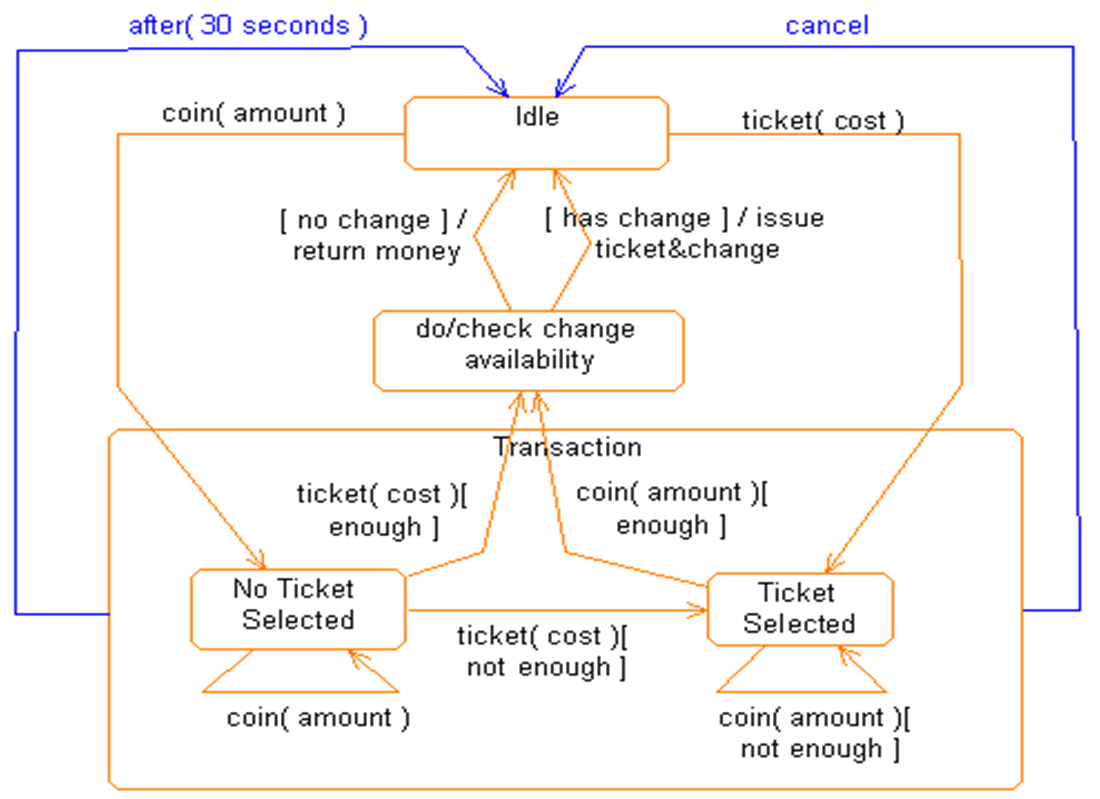 after( 30 seconds )
cancel
coin( amount )
Idle
ticket( cost )
[ no change ] /
return money
[ has change ] / issue
ticket&change
do/check change
availability
Transaction
ticket( cost )[
enough ]
coin( amount )[
enough ]
No Ticket
Selected
Ticket
Selected
ticket( cost )[
not enough ]
coin( amount )
coin( amount )[
not enough ]